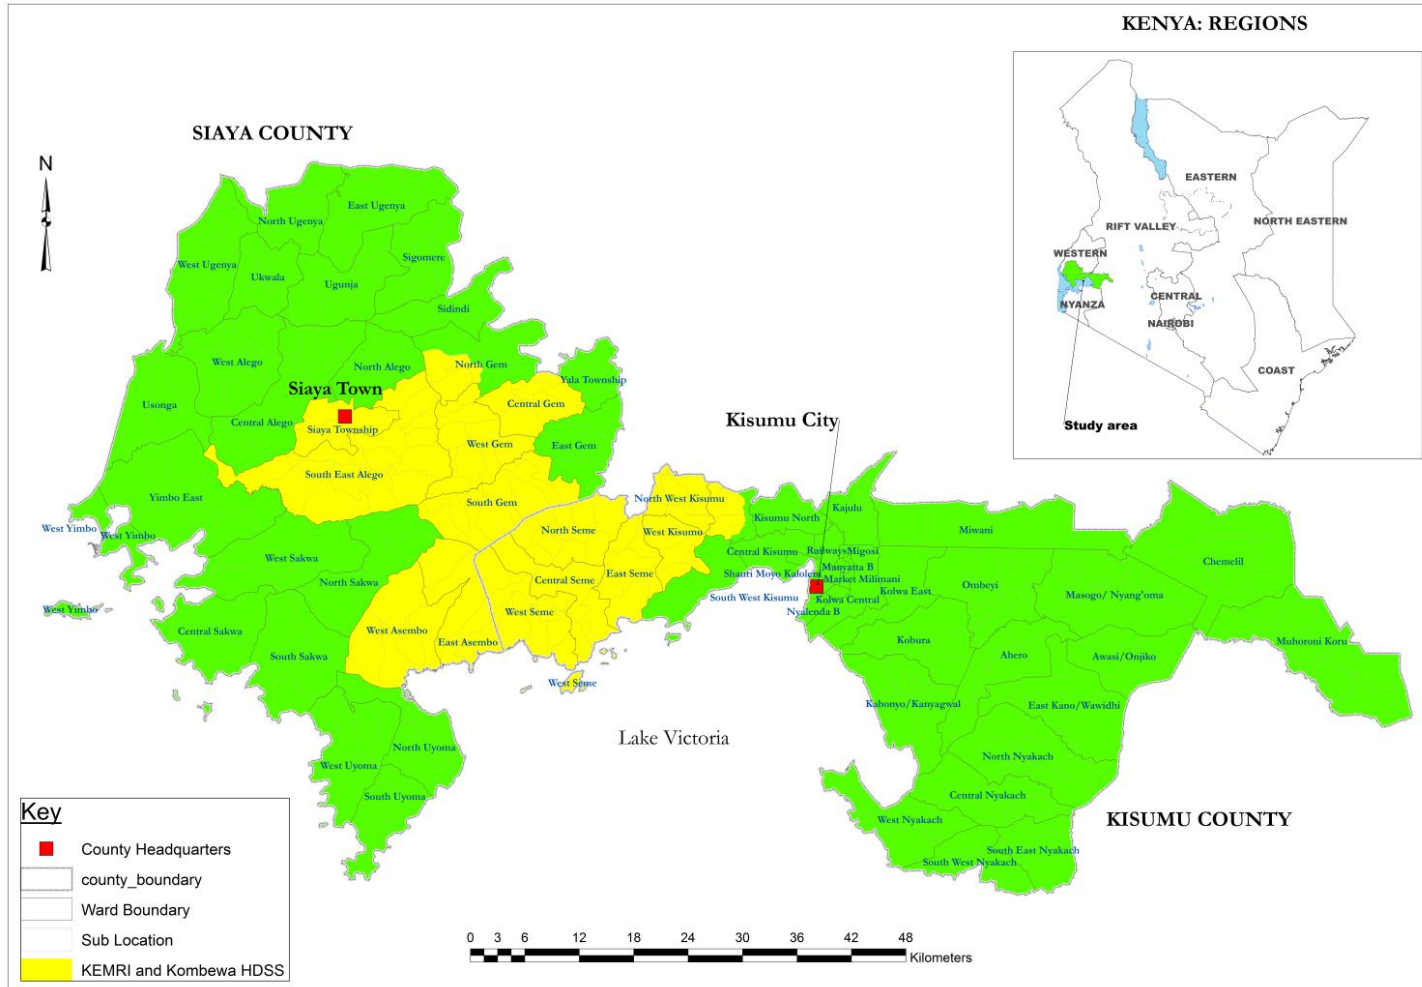 KENYA: REGIONS
EASTERN
NORTH EASTERN
RIFT VALLEY
WESTERN
CENTRAL
NYANZA
NAIROBI
COAST
Study area
SIAYA COUNTY
N
East Ugenya
North Ugenya
West Ugenya
Sigomere
Ukwala
Ugunja
Sidindi
West Alego
North Alego
North Gem
Yala Township
Siaya Town
Usonga
Central Gem
Central Alego
Siaya Township
West Gem
East Gem
South East Alego
Yimbo East
South Gem
West Yimbo
West Yimbo
West Sakwa
North Sakwa
West Yimbo
Central Sakwa
South Sakwa
West Asembo
East Asembo
North Uyoma
West Uyoma
South Uyoma
Kisumu City
North West Kisumu
North Seme
West Kisumu
Kisumu North
Kajulu
Miwani
Central Kisumu
Railways
Migosi
Chemelil
Central Seme
East Seme
Shauri Moyo Kaloleni
Manyatta B
Market Milimani
Ombeyi
Masogo/ Nyang'oma
South West Kisumu
Kolwa East
Kolwa Central
West Seme
Nyalenda B
Kobura
Muhoroni Koru
Ahero
Awasi/Onjiko
West Seme
Kabonyo/Kanyagwal
East Kano/Wawidhi
Lake Victoria
North Nyakach
Central Nyakach
West Nyakach
KISUMU COUNTY
South East Nyakach
South West Nyakach
Key
County Headquarters
county_boundary
Ward Boundary
Sub Location
KEMRI and Kombewa HDSS
0 3 6 12 18 24 30 36 42 48
Kilometers